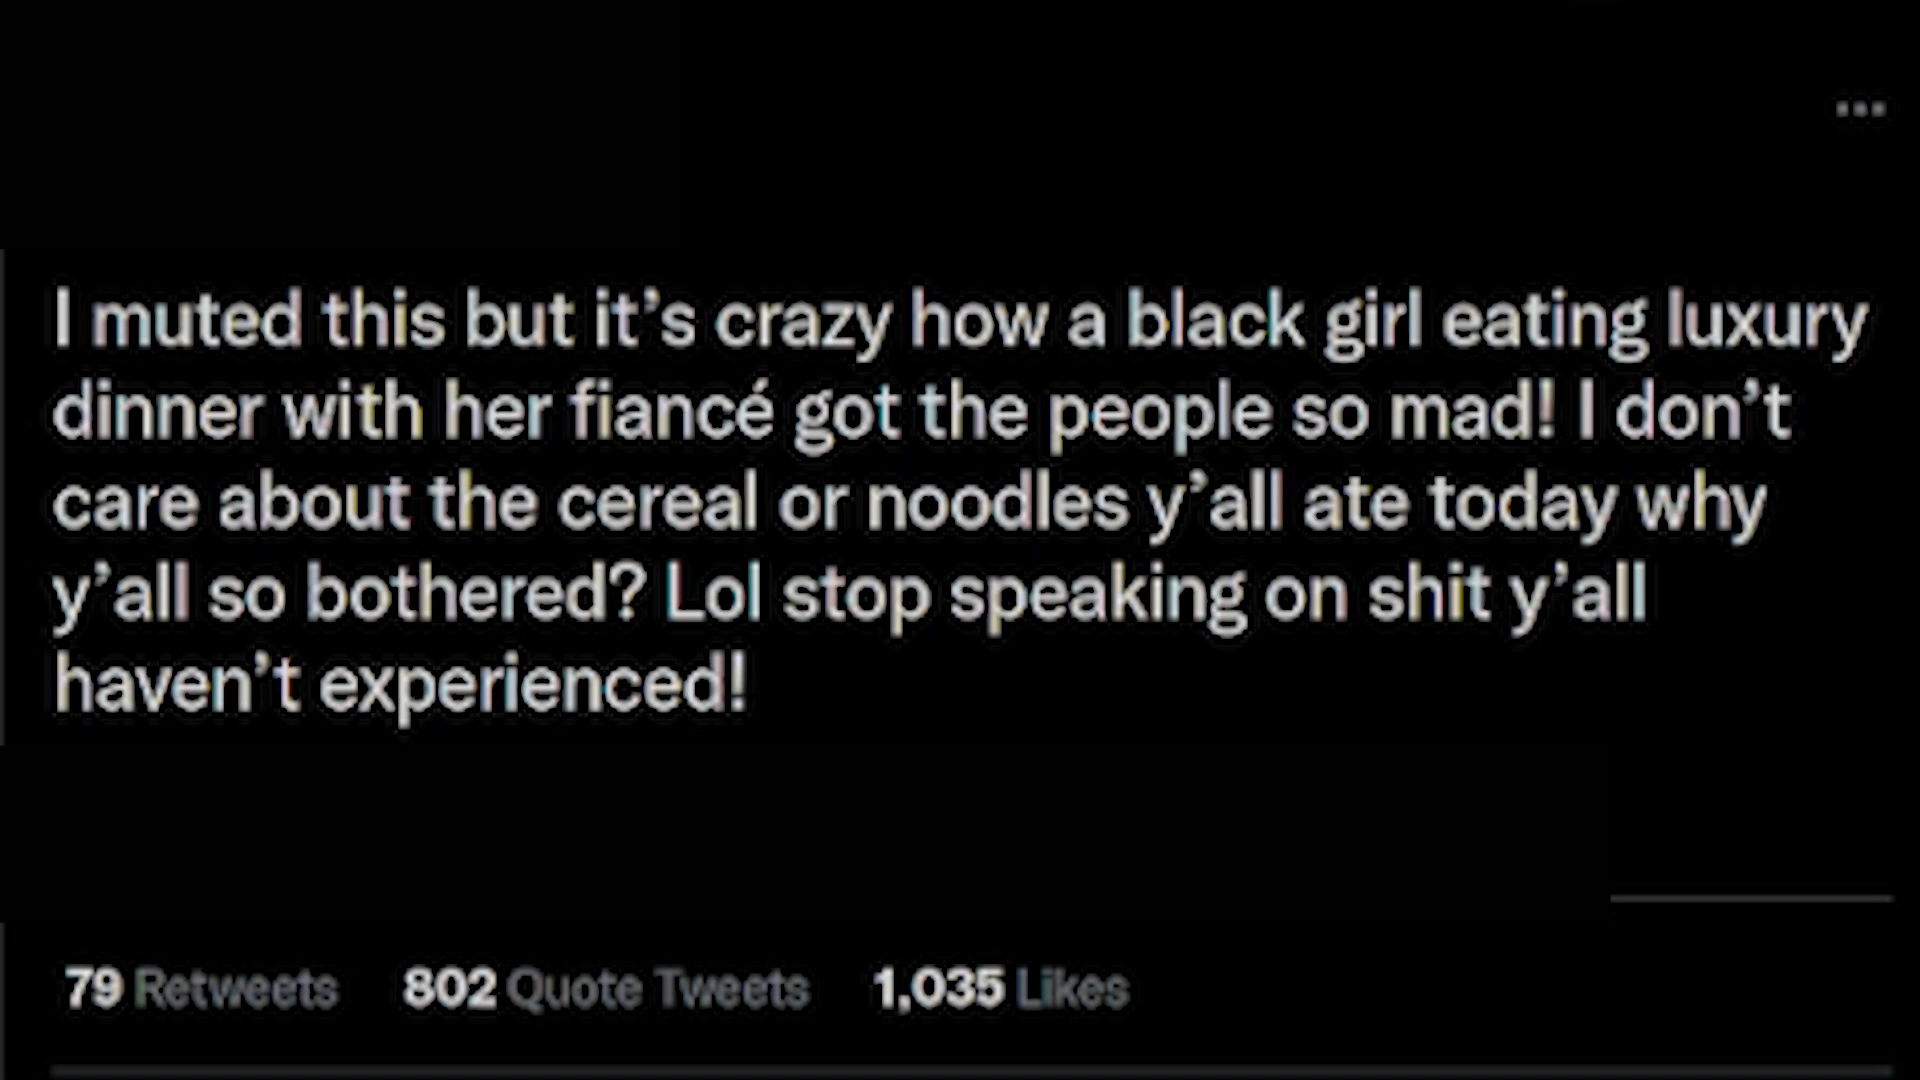 ...
I muted this but it’s crazy how a black girl eating luxury
dinner with her fiancé got the people so mad! I don’t
care about the cereal or noodles y’all ate today why
y’all so bothered? Lol stop speaking on shit y’all
haven’t experienced!
79 Retweets 802 Quote Tweets 1,035 Likes